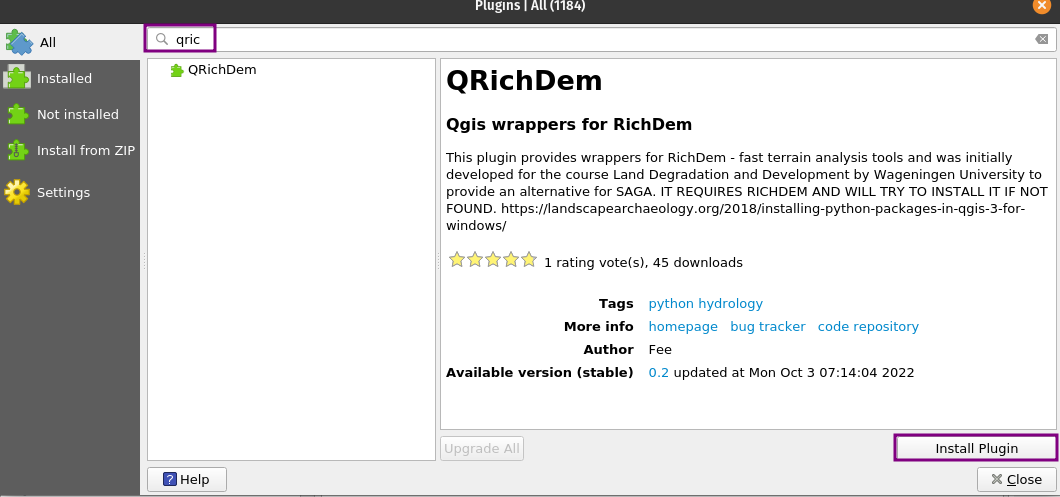 Plugins | All (1184)
All
Installed
Not installed
Install from ZIP
Settings
qric
QRichDem
QRichDem
Qgis wrappers for RichDem
This plugin provides wrappers for RichDem - fast terrain analysis tools and was initially
developed for the course Land Degradation and Development by Wageningen University to
provide an alternative for SAGA. IT REQUIRES RICHDEM AND WILL TRY TO INSTALL IT IF NOT
FOUND. https://landscapearchaeology.org/2018/installing-python-packages-in-qgis-3-for-
windows/
1 rating vote(s), 45 downloads
Tags python hydrology
More info homepage bug tracker code repository
Author Fee
Available version (stable) 0.2 updated at Mon Oct 3 07:14:04 2022
Upgrade All
Install Plugin
? Help
Close